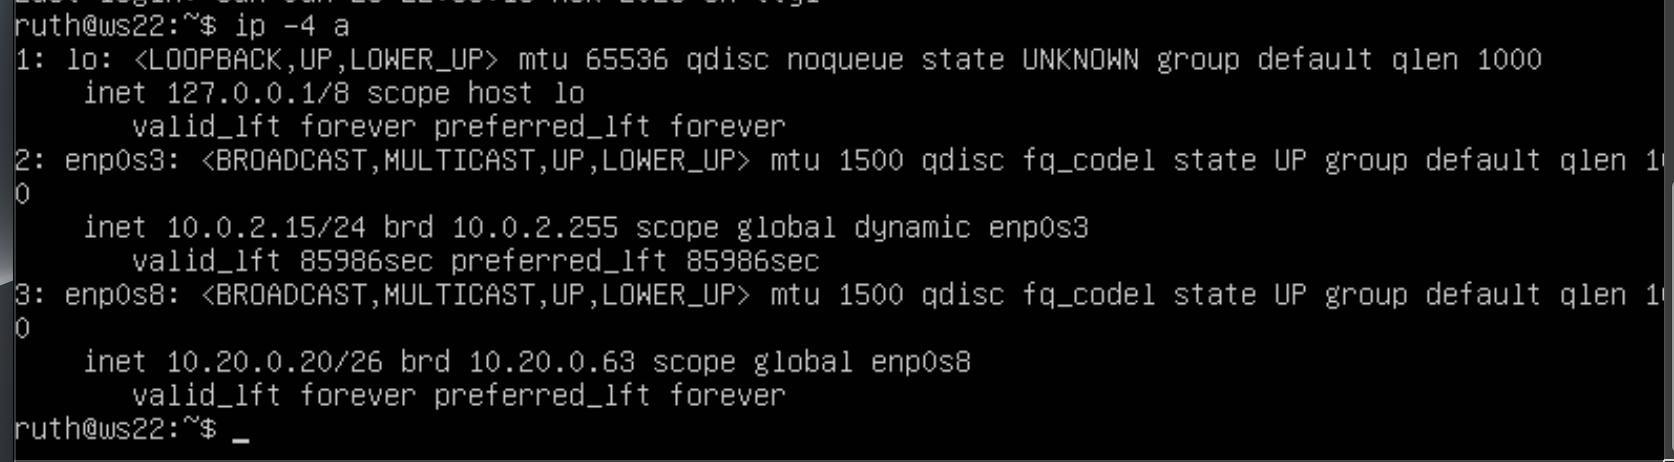 ruth@ws22:~$ ip -4 a
1: lo: <LOOPBACK,UP,LOWER_UP> mtu 65536 qdisc noqueue state UNKNOWN group default qlen 1000
    inet 127.0.0.1/8 scope host lo
       valid_lft forever preferred_lft forever
2: enp0s3: <BROADCAST,MULTICAST,UP,LOWER_UP> mtu 1500 qdisc fq_codel state UP group default qlen 1
0
    inet 10.0.2.15/24 brd 10.0.2.255 scope global dynamic enp0s3
       valid_lft 85986sec preferred_lft 85986sec
3: enp0s8: <BROADCAST,MULTICAST,UP,LOWER_UP> mtu 1500 qdisc fq_codel state UP group default qlen 1
0
    inet 10.20.0.20/26 brd 10.20.0.63 scope global enp0s8
       valid_lft forever preferred_lft forever
ruth@ws22:~$ _